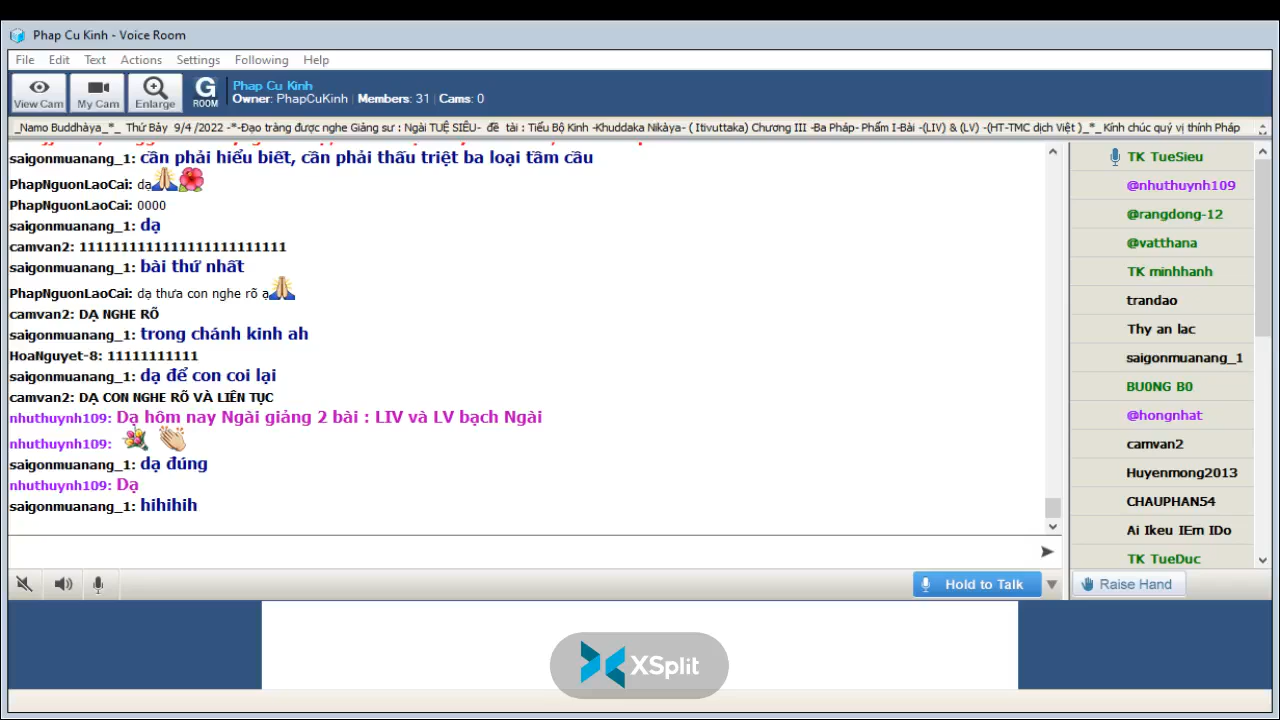 Phap Cu Kinh - Voice Room
File Edit Text Actions Settings Following Help
View Cam My Cam Enlarge G ROOM
Phap Cu Kinh
Owner: PhapCuKinh | Members: 31 | Cams: 0
_Namo Buddhàya_*_ Thứ Bảy 9/4 /2022 -*-Đạo tràng được nghe Giảng sư : Ngài TUỆ SIÊU- đề tài : Tiểu Bộ Kinh -Khuddaka Nikàya- ( Itivuttaka) Chương III -Ba Pháp- Phẩm I-Bài -(LIV) & (LV) -(HT-TMC dịch Việt )_*_ Kính chúc quý vị thính Pháp
saigonmuanang_1: cần phải hiểu biết, cần phải thấu triệt ba loại tầm cầu
PhapNguonLaoCai: dạ
PhapNguonLaoCai: 0000
saigonmuanang_1: dạ
camvan2: 1111111111111111111111111
saigonmuanang_1: bài thứ nhất
PhapNguonLaoCai: dạ thưa con nghe rõ ạ
camvan2: DẠ NGHE RÕ
saigonmuanang_1: trong chánh kinh ah
HoaNguyet-8: 11111111111
saigonmuanang_1: dạ để con coi lại
camvan2: DẠ CON NGHE RÕ VÀ LIÊN TỤC
nhuthuynh109: Dạ hôm nay Ngài giảng 2 bài : LIV và LV bạch Ngài
nhuthuynh109:
saigonmuanang_1: dạ đúng
nhuthuynh109: Dạ
saigonmuanang_1: hihihih
TK TueSieu
@nhuthuynh109
@rangdong-12
@vatthana
TK minhhanh
trandao
Thy an lac
saigonmuanang_1
BU0NG B0
@hongnhat
camvan2
Huyenmong2013
CHAUPHAN54
Ai Ikeu IEm IDo
TK TueDuc
Hold to Talk
Raise Hand
XSplit